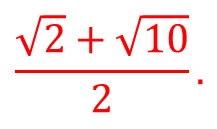 (√2 + √10)/2.